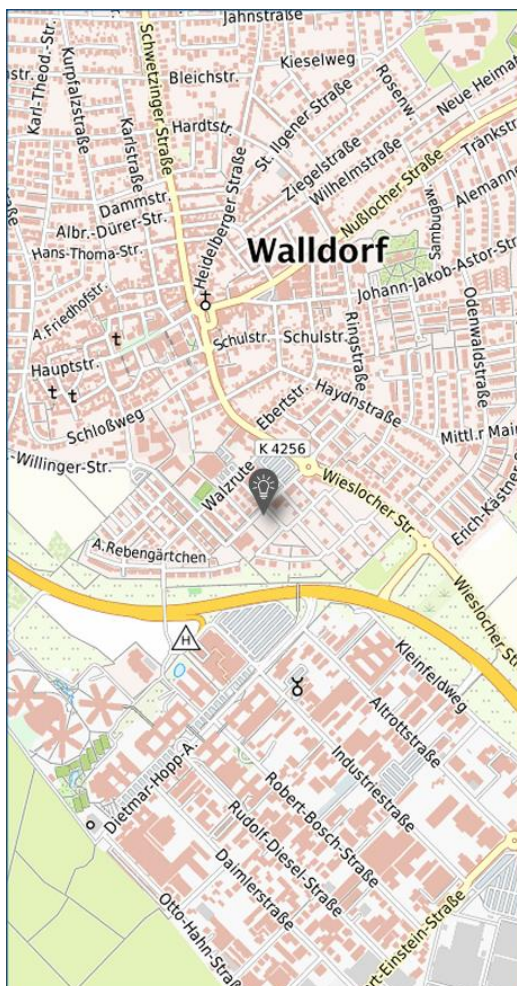 Jahnstraße
Karl-Theod.-Str.
Kurpfalzstraße
Schwetzinger Straße
Kieselweg
Bleichstr.
Rosenw.
Neue Heimat
Karlstraße
Hardtstr.
St. Ilgener Straße
Ziegelstraße
Wilhelmstraße
Tränkstr
Dammstr.
Heidelberger Straße
Nußlocher Straße
Sambugaw.
Alemanne
Albr.-Dürer-Str.
Hans-Thoma-Str.
Walldorf
Johann-Jakob-Astor-Str
A.Friedhofstr.
Schulstr.
Schulstr.
Ringstraße
Odenwaldstraße
Hauptstr.
Haydnstraße
Ebertstr.
Schloßweg
Mittl.r Main
-Willinger-Str.
K 4256
Walzrute
Wieslocher Str.
Erich-Kästner-S
A.Rebengärtchen
Wieslocher Str
H
Kleinfeldweg
Altrottstraße
Dietmar-Hopp-A.
Industriestraße
Robert-Bosch-Straße
Rudolf-Diesel-Straße
Daimlerstraße
Otto-Hahn-Straß
rt-Einstein-Straße